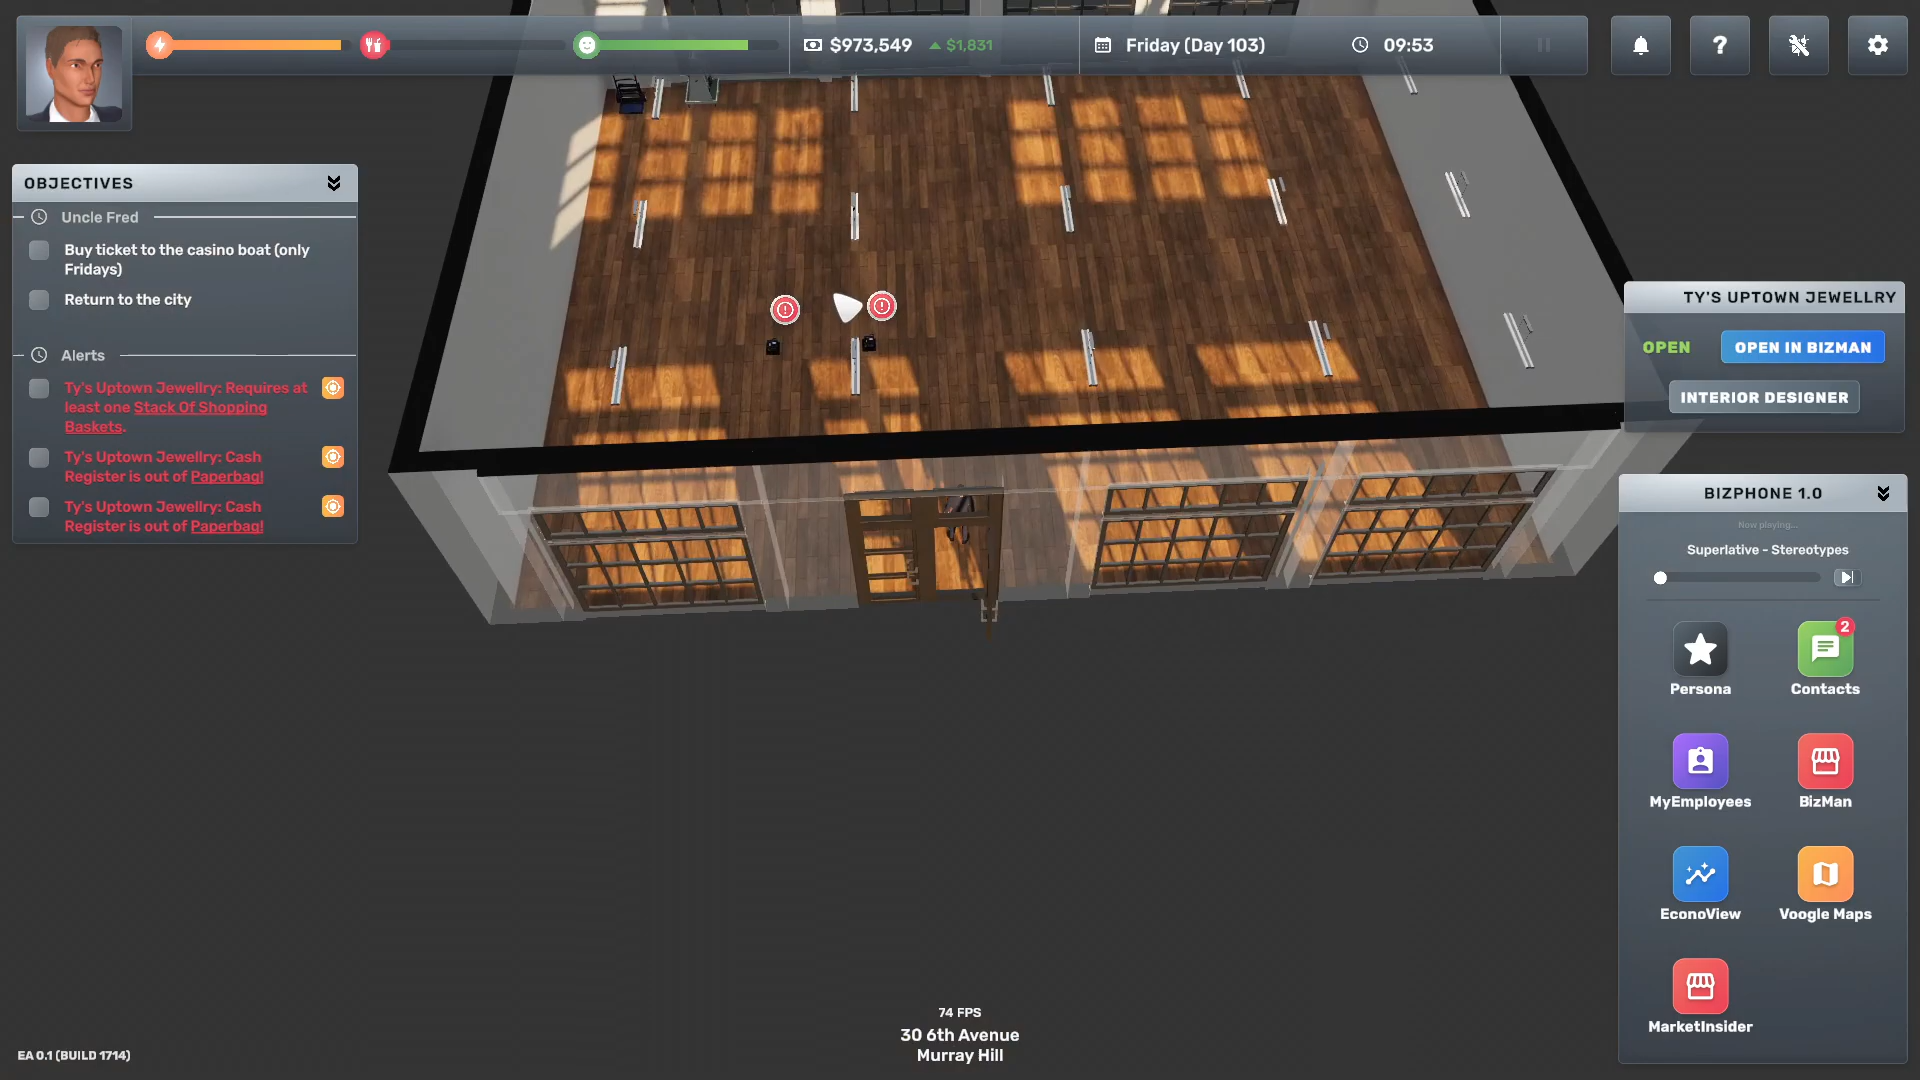 $973,549
$1,831
Friday (Day 103)
09:53
?
OBJECTIVES
Uncle Fred
Buy ticket to the casino boat (only
Fridays)
Return to the city
Alerts
Ty's Uptown Jewellry: Requires at
least one Stack Of Shopping
Baskets.
Ty's Uptown Jewellry: Cash
Register is out of Paperbag!
Ty's Uptown Jewellry: Cash
Register is out of Paperbag!
TY'S UPTOWN JEWELLRY
OPEN
OPEN IN BIZMAN
INTERIOR DESIGNER
BIZPHONE 1.0
Now playing...
Superlative - Stereotypes
2
Persona
Contacts
MyEmployees
BizMan
EconoView
Voogle Maps
MarketInsider
74 FPS
30 6th Avenue
Murray Hill
EA 0.1 (BUILD 1714)